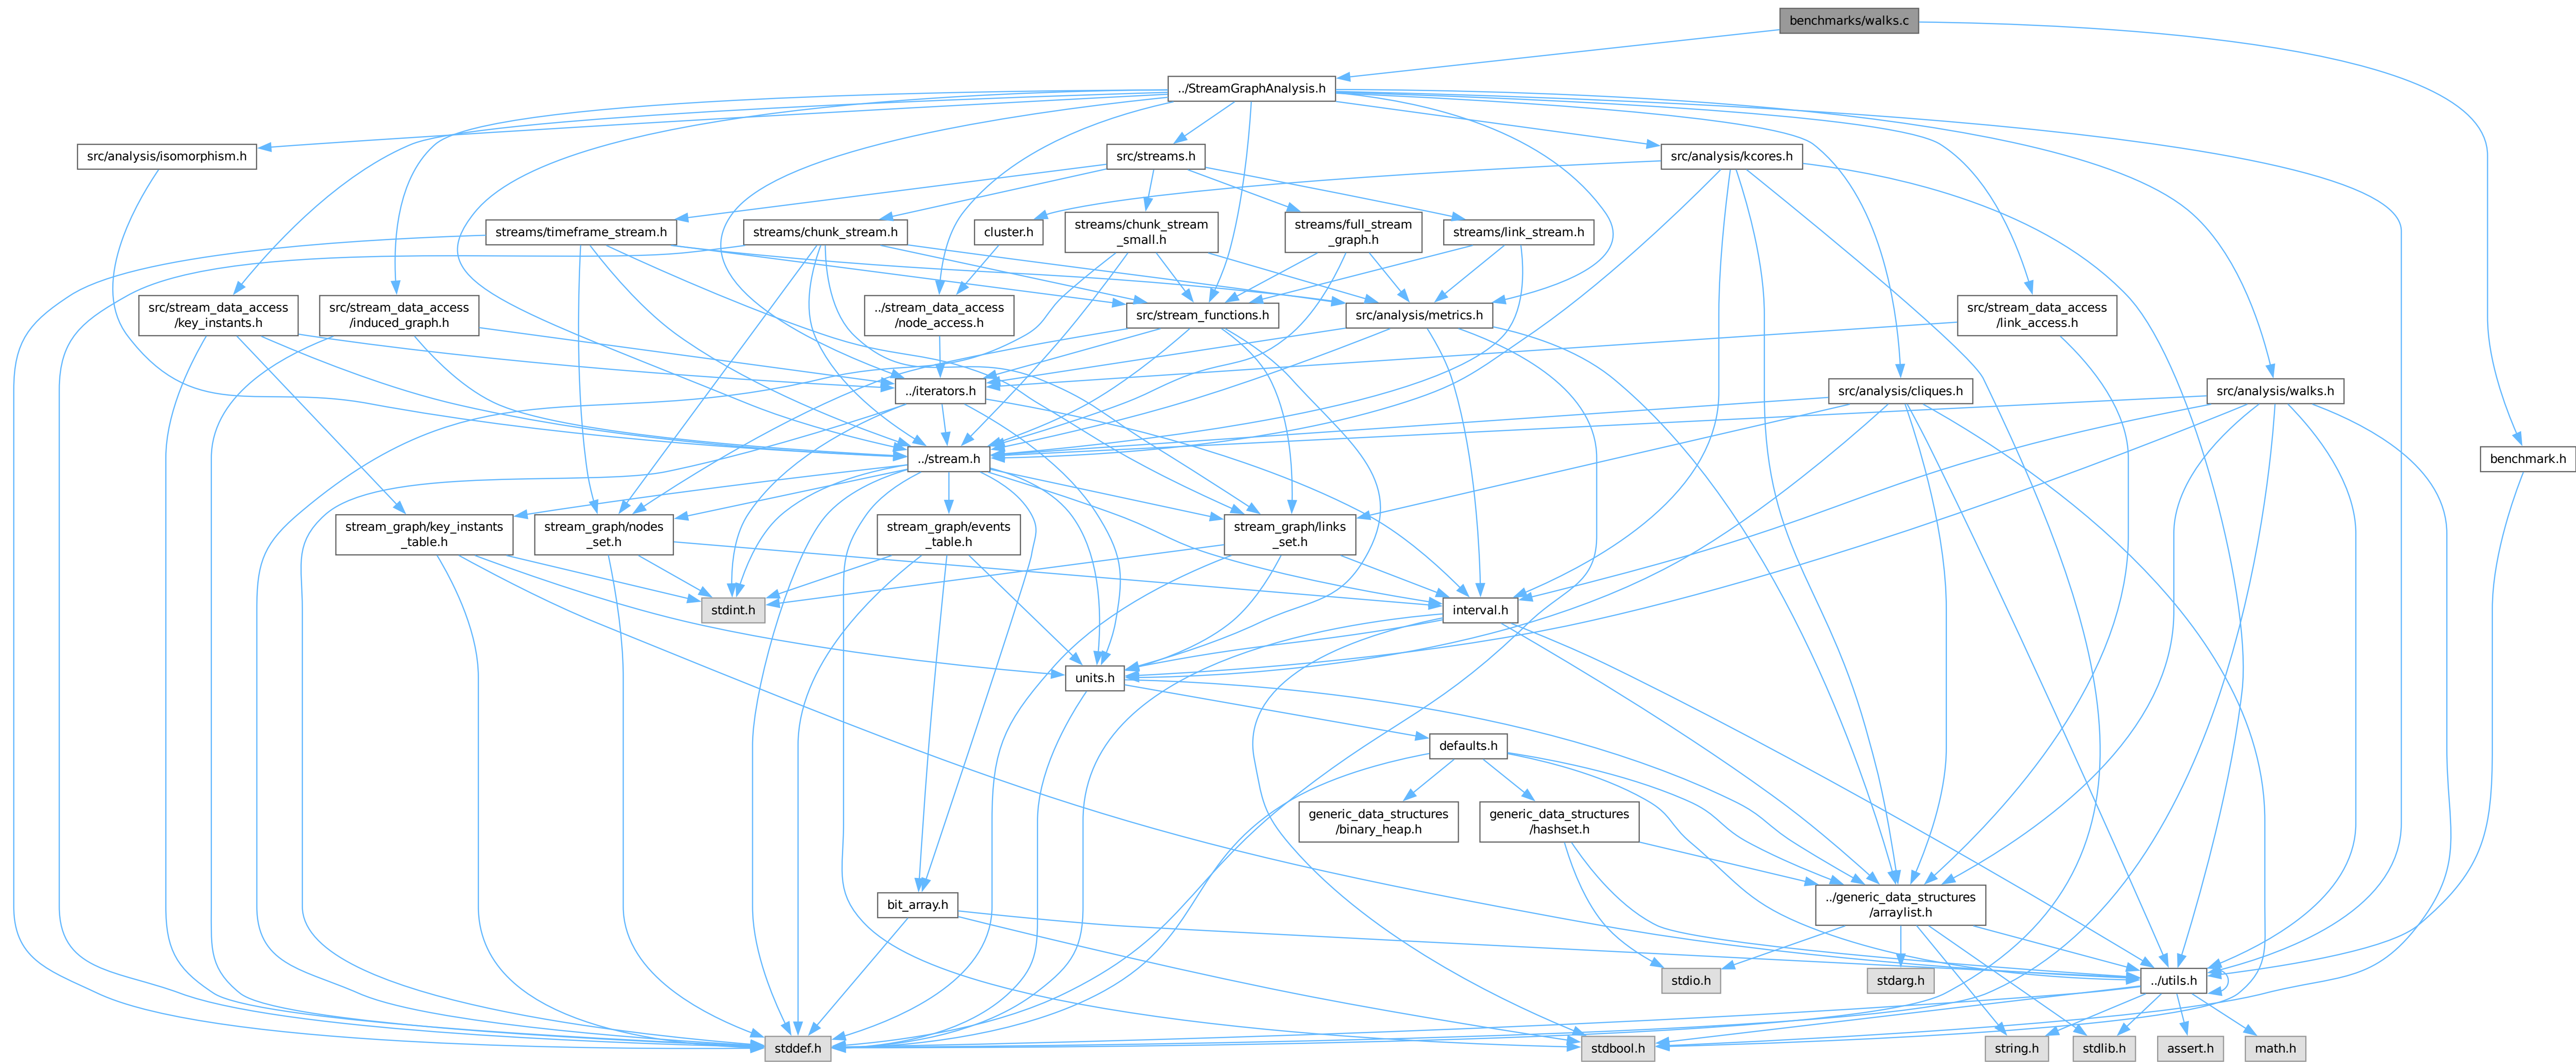 benchmarks/walks.c
../StreamGraphAnalysis.h
src/analysis/isomorphism.h
src/streams.h
src/analysis/kcores.h
streams/timeframe_stream.h
streams/chunk_stream.h
cluster.h
streams/chunk_stream
_small.h
streams/full_stream
_graph.h
streams/link_stream.h
src/stream_data_access
/key_instants.h
src/stream_data_access
/induced_graph.h
../stream_data_access
/node_access.h
src/stream_functions.h
src/analysis/metrics.h
src/stream_data_access
/link_access.h
../iterators.h
src/analysis/cliques.h
src/analysis/walks.h
../stream.h
benchmark.h
stream_graph/key_instants
_table.h
stream_graph/nodes
_set.h
stream_graph/events
_table.h
stream_graph/links
_set.h
stdint.h
interval.h
units.h
defaults.h
generic_data_structures
/binary_heap.h
generic_data_structures
/hashset.h
bit_array.h
../generic_data_structures
/arraylist.h
stdio.h
stdarg.h
../utils.h
stddef.h
stdbool.h
string.h
stdlib.h
assert.h
math.h